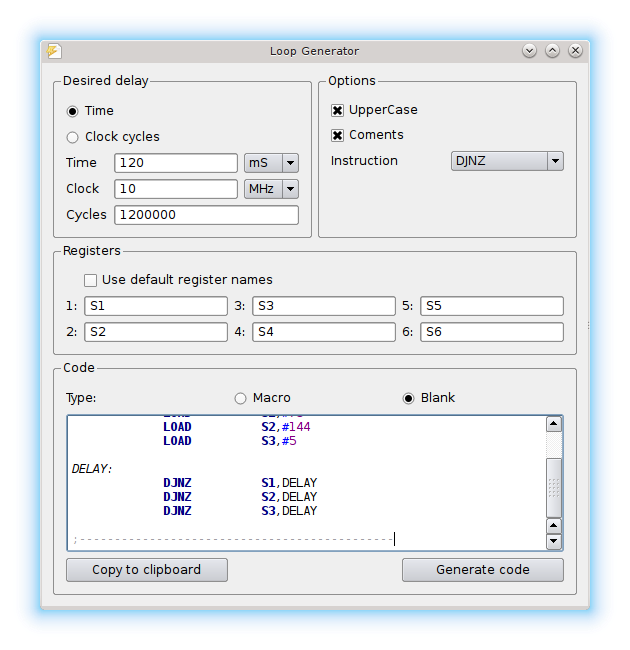 Loop Generator
Desired delay
Time
Clock cycles
Time 120 mS
Clock 10 MHz
Cycles 1200000
Options
UpperCase
Coments
Instruction DJNZ
Registers
Use default register names
1: S1 3: S3 5: S5
2: S2 4: S4 6: S6
Code
Type: Macro Blank
LOAD S2,#144
LOAD S3,#5
DELAY:
DJNZ S1,DELAY
DJNZ S2,DELAY
DJNZ S3,DELAY
;---------------------------------------------
Copy to clipboard Generate code